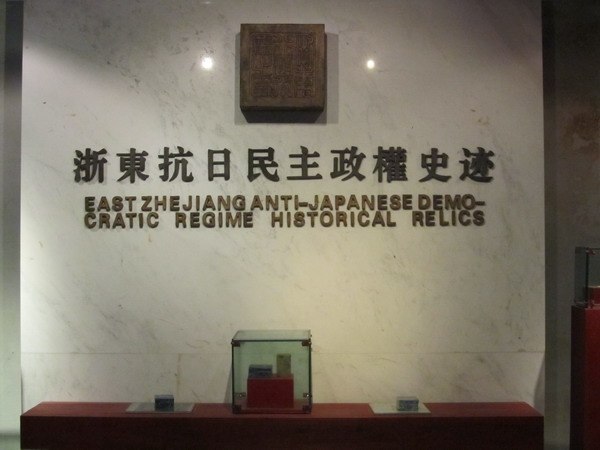 浙東抗日民主政權史迹
EAST ZHEJIANG ANTI-JAPANESE DEMO-
CRATIC REGIME HISTORICAL RELICS